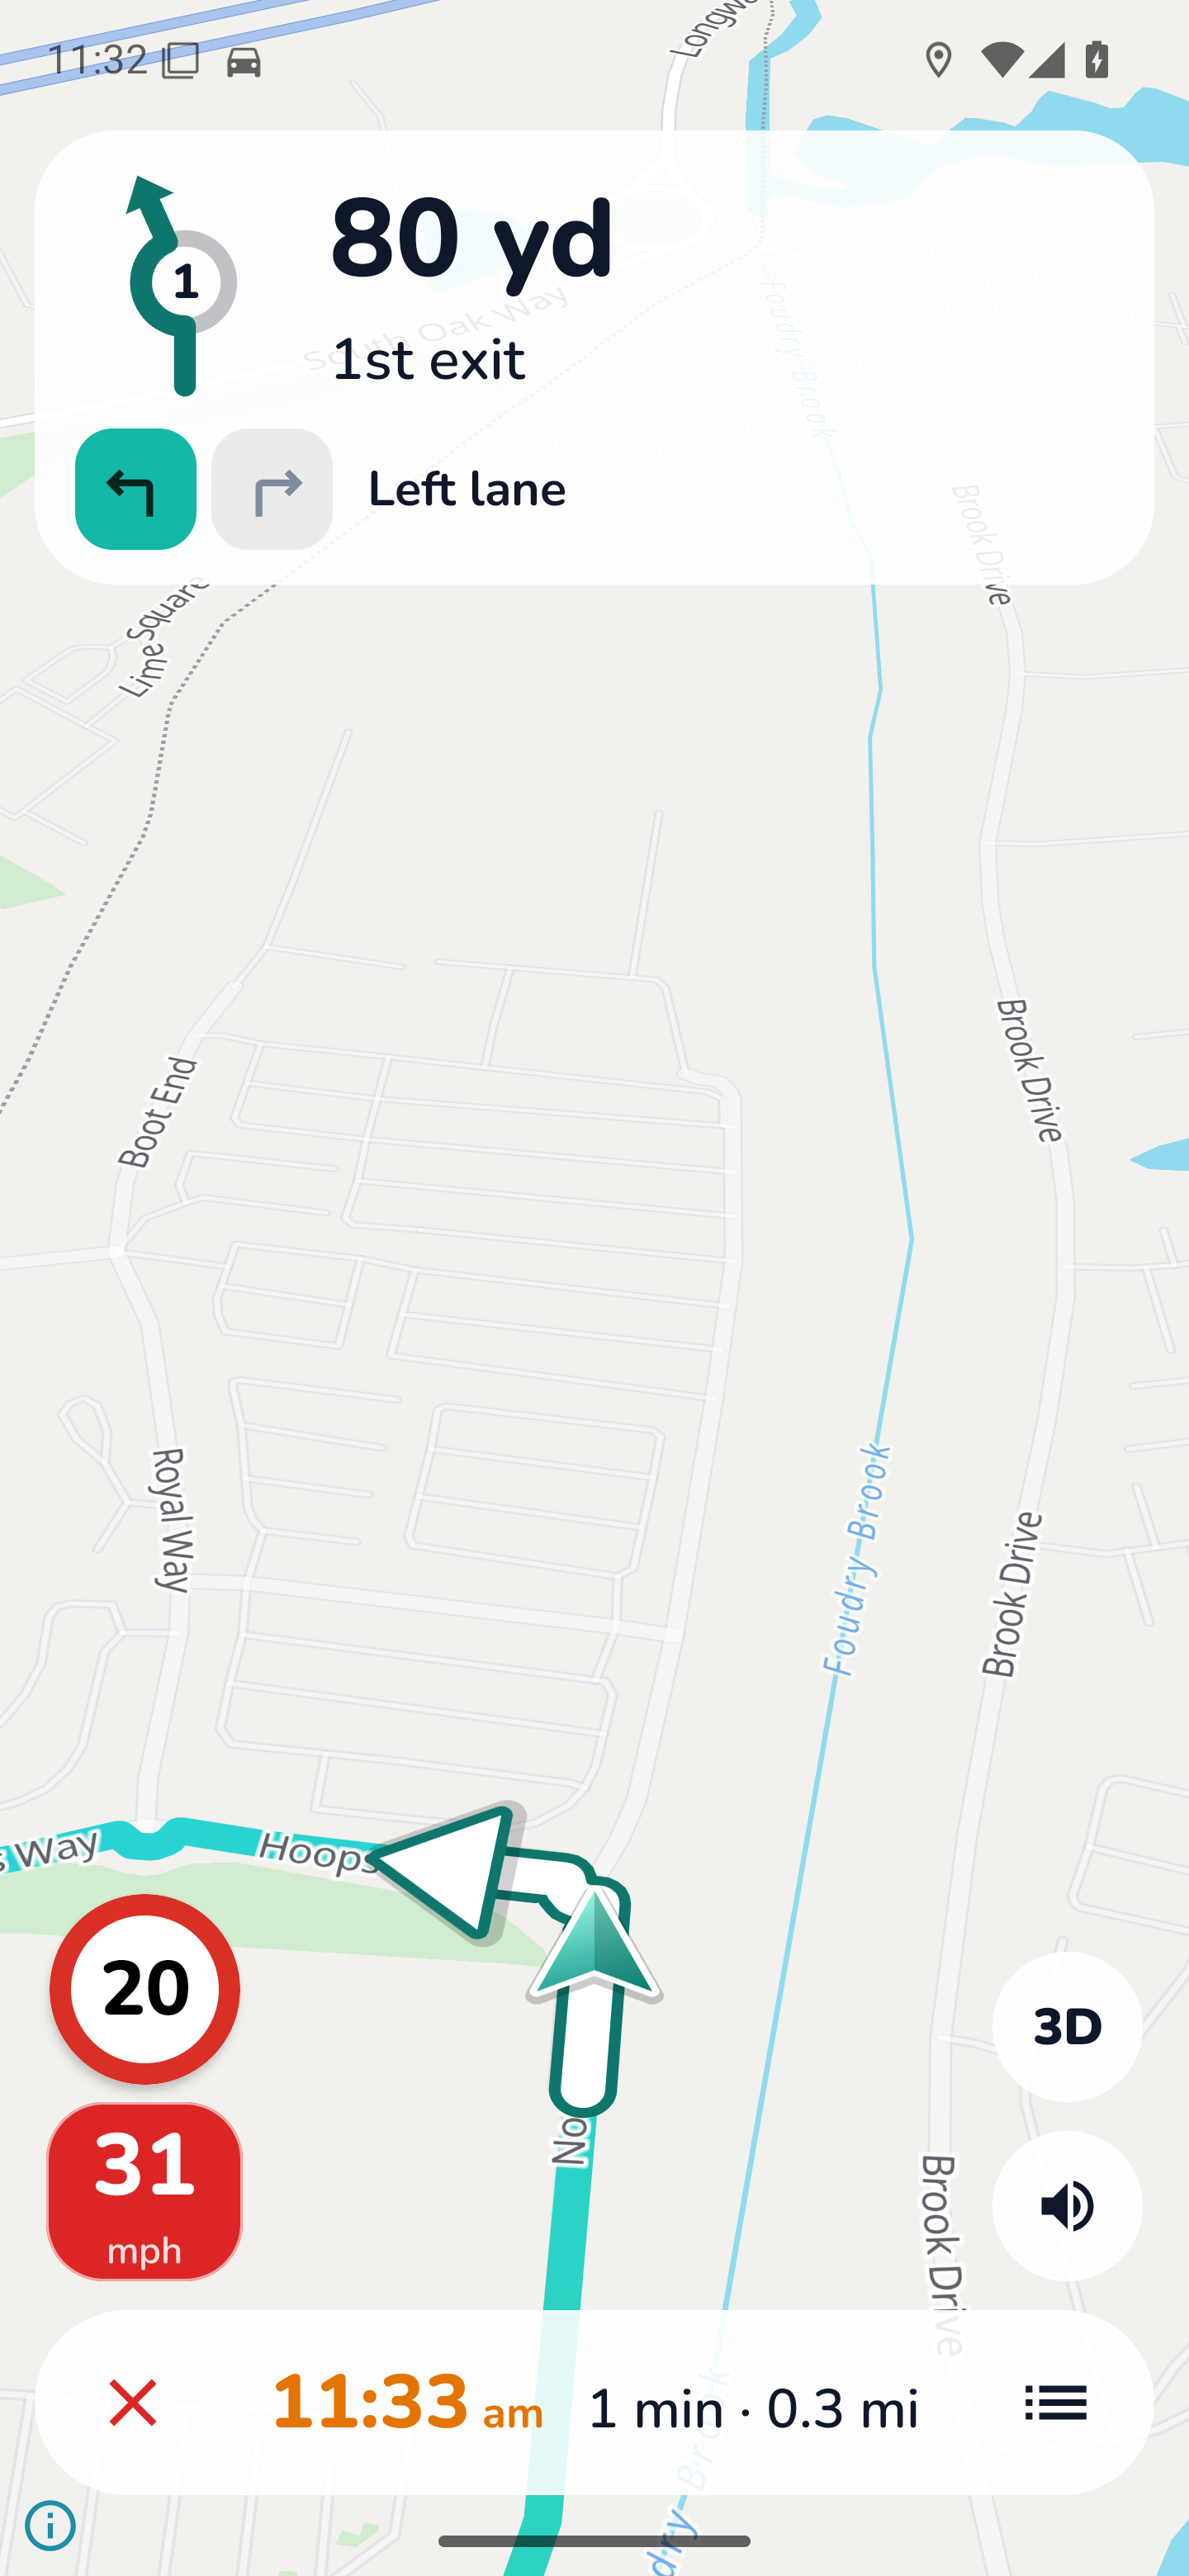 Longw
11:32
1
80 yd
1st exit
South Oak Way
Foudry Brook
Left lane
Brook Drive
Lime Square
Brook Drive
Boot End
Royal Way
Foudry Brook
Brook Drive
s Way
Hoops
20
3D
31
mph
No
Brook Drive
11:33 am
1 min · 0.3 mi
dry Brook